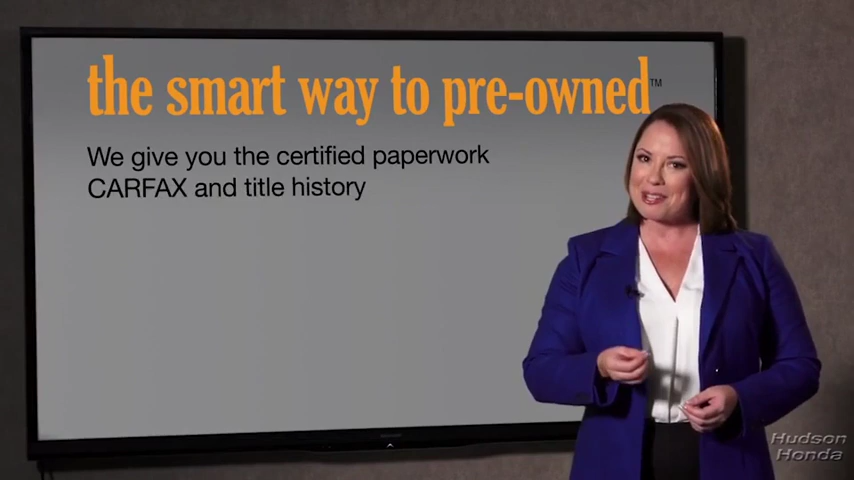 the smart way to pre-owned™
We give you the certified paperwork
CARFAX and title history
Hudson
Honda